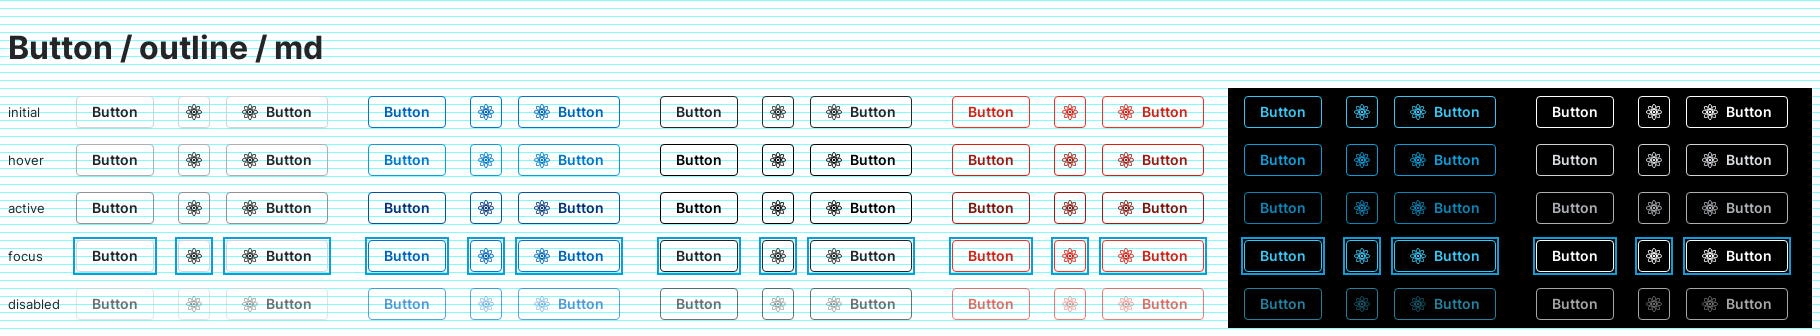 Button / outline / md
initial Button Button Button Button Button Button Button Button Button Button Button Button
hover Button Button Button Button Button Button Button Button Button Button Button Button
active Button Button Button Button Button Button Button Button Button Button Button Button
focus Button Button Button Button Button Button Button Button Button Button Button Button
disabled Button Button Button Button Button Button Button Button Button Button Button Button